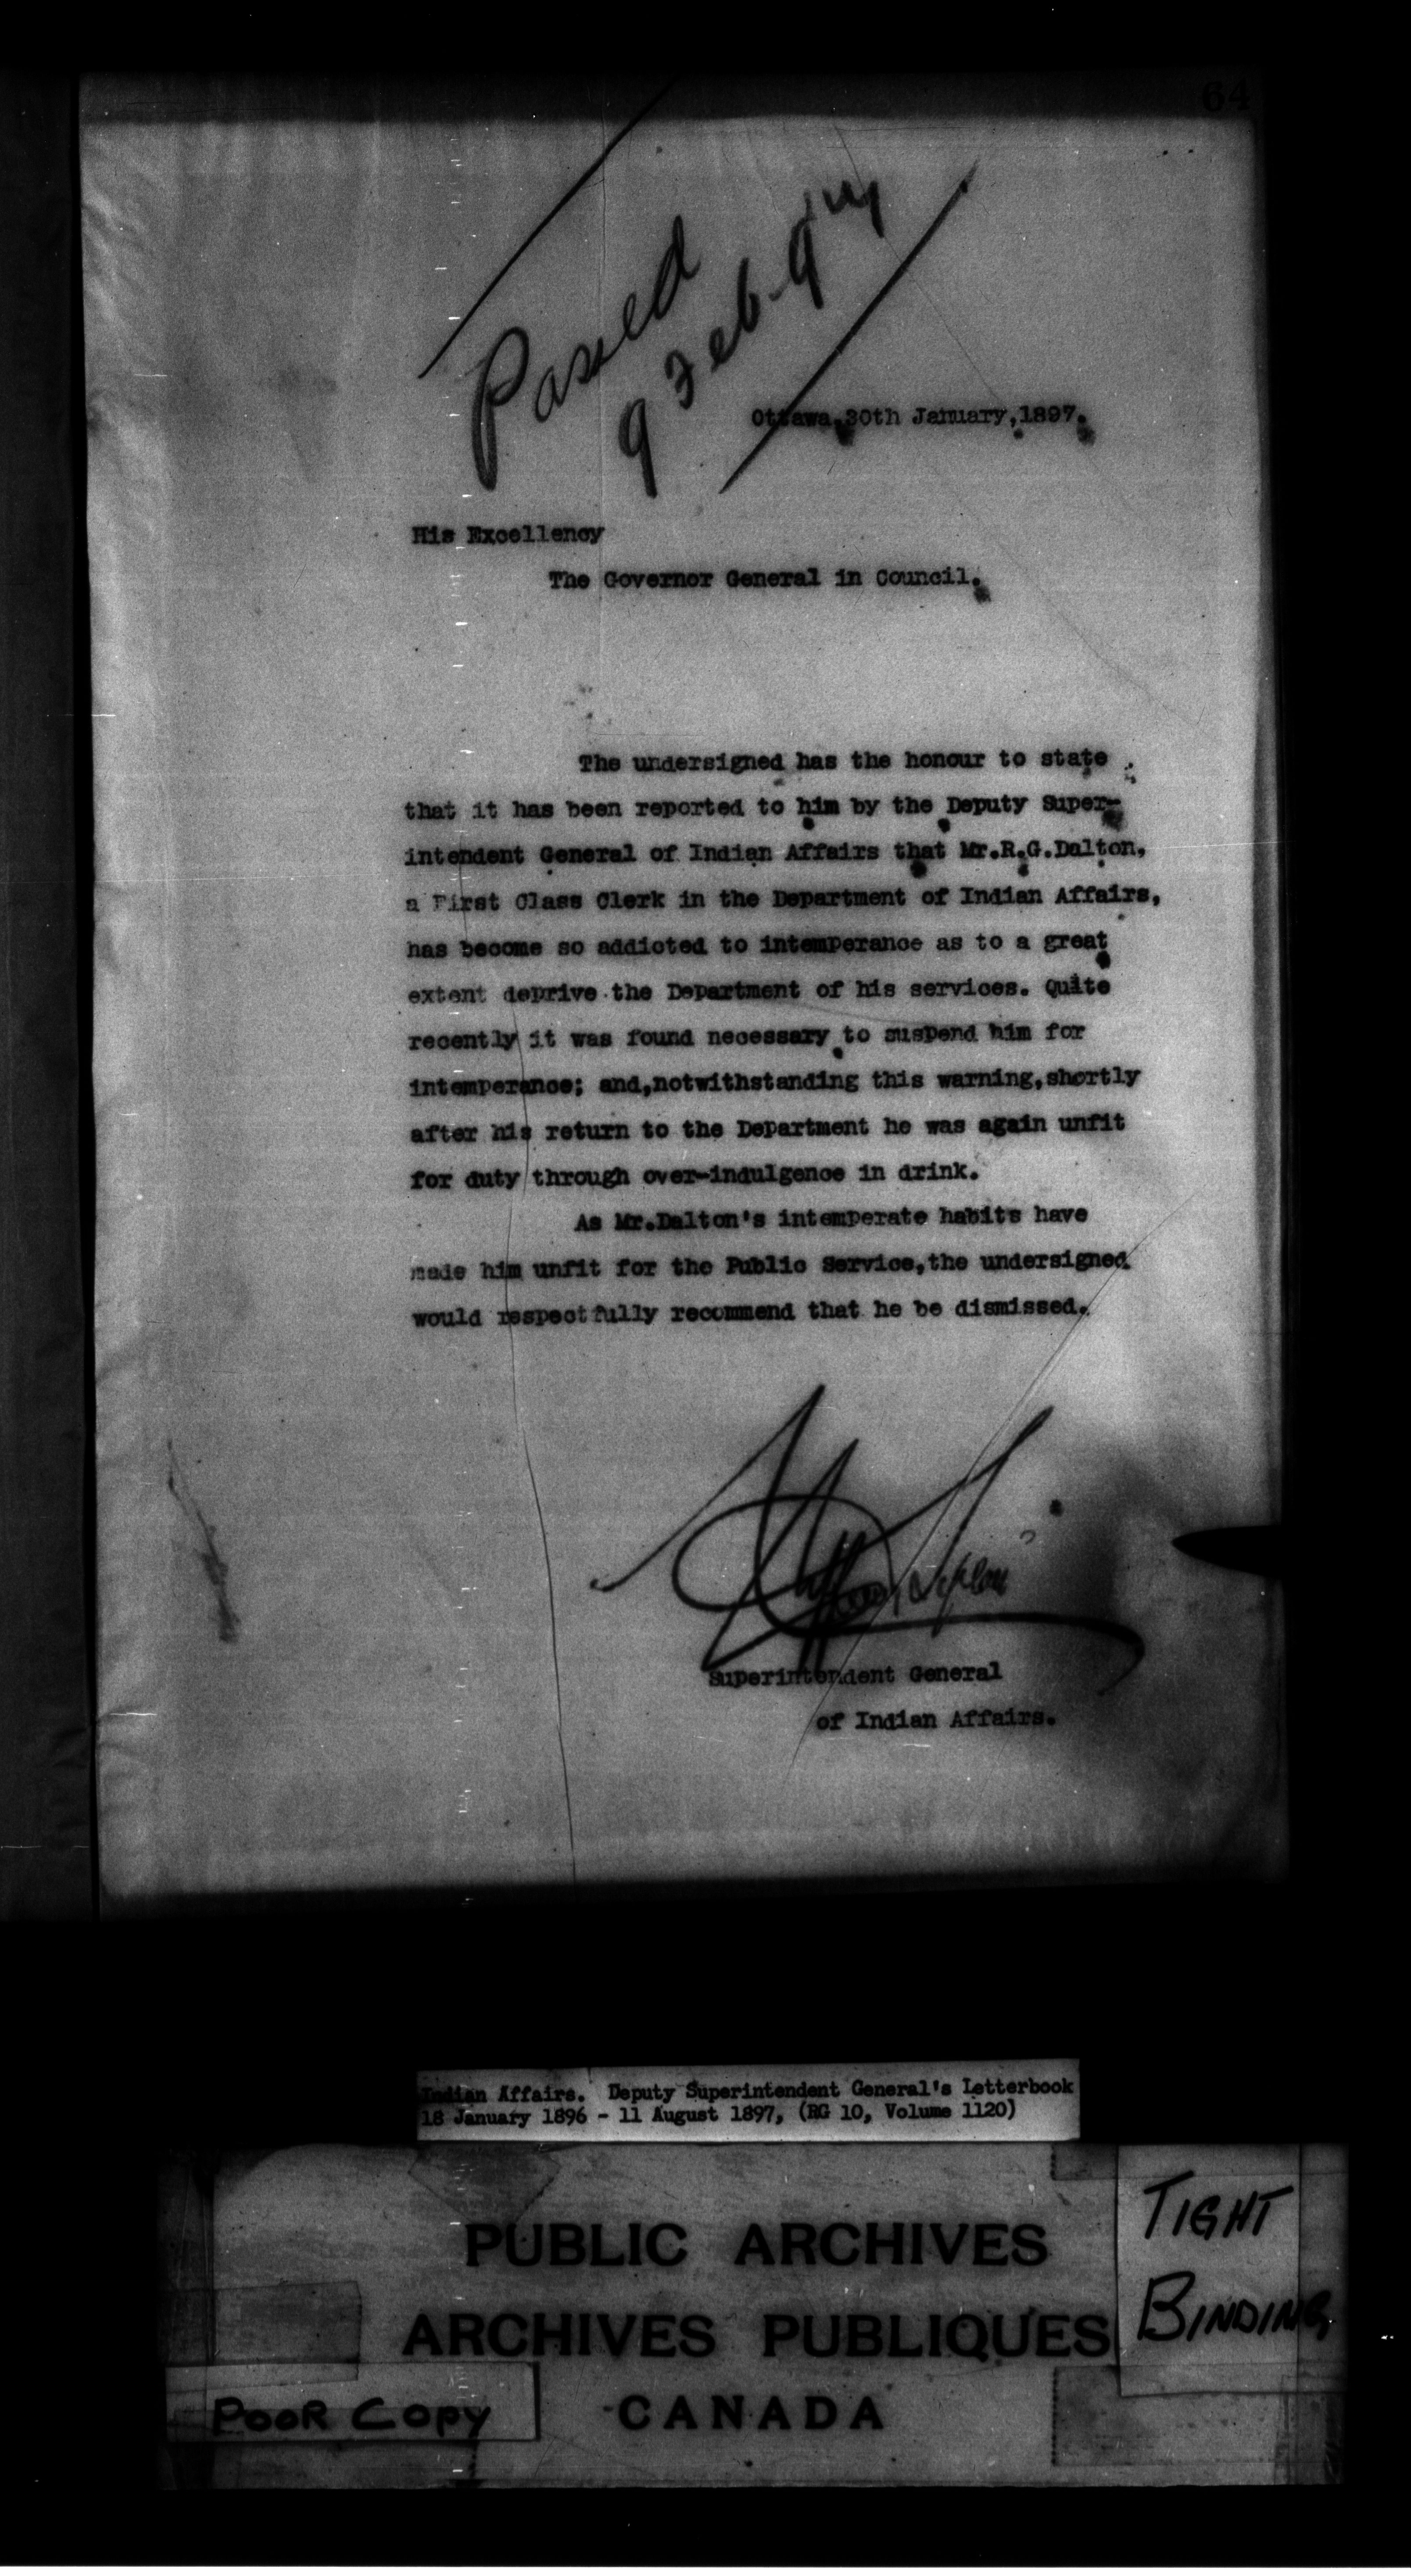 64
Passed
9 Feb. 97
Ottawa, 30th January, 1897.
His Excellency
The Governor General in Council.
The undersigned has the honour to state
that it has been reported to him by the Deputy Super-
intendent General of Indian Affairs that Mr.R.G.Dalton,
a First Class Clerk in the Department of Indian Affairs,
has become so addicted to intemperance as to a great
extent deprive the Department of his services. Quite
recently it was found necessary to suspend him for
intemperance; and,notwithstanding this warning,shortly
after his return to the Department he was again unfit
for duty through over-indulgence in drink.
As Mr.Dalton's intemperate habits have
made him unfit for the Public Service,the undersigned
would respectfully recommend that he be dismissed.
Clifford Sifton
Superintendent General
of Indian Affairs.
Indian Affairs. Deputy Superintendent General's Letterbook
18 January 1896 - 11 August 1897, (RG 10, Volume 1120)
PUBLIC ARCHIVES
ARCHIVES PUBLIQUES
CANADA
TIGHT
BINDING
POOR COPY